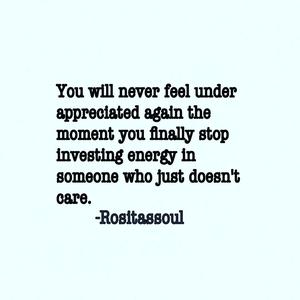 You will never feel under
appreciated again the
moment you finally stop
investing energy in
someone who just doesn't
care.
-Rositassoul